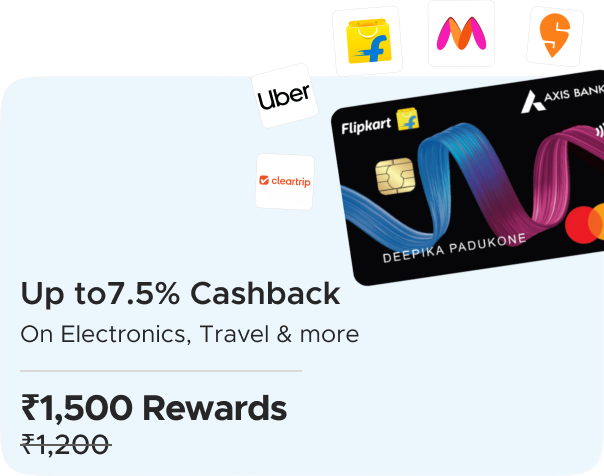 Uber
cleartrip
Flipkart
AXIS BANK
DEEPIKA PADUKONE
Up to7.5% Cashback
On Electronics, Travel & more
₹1,500 Rewards
₹1,200